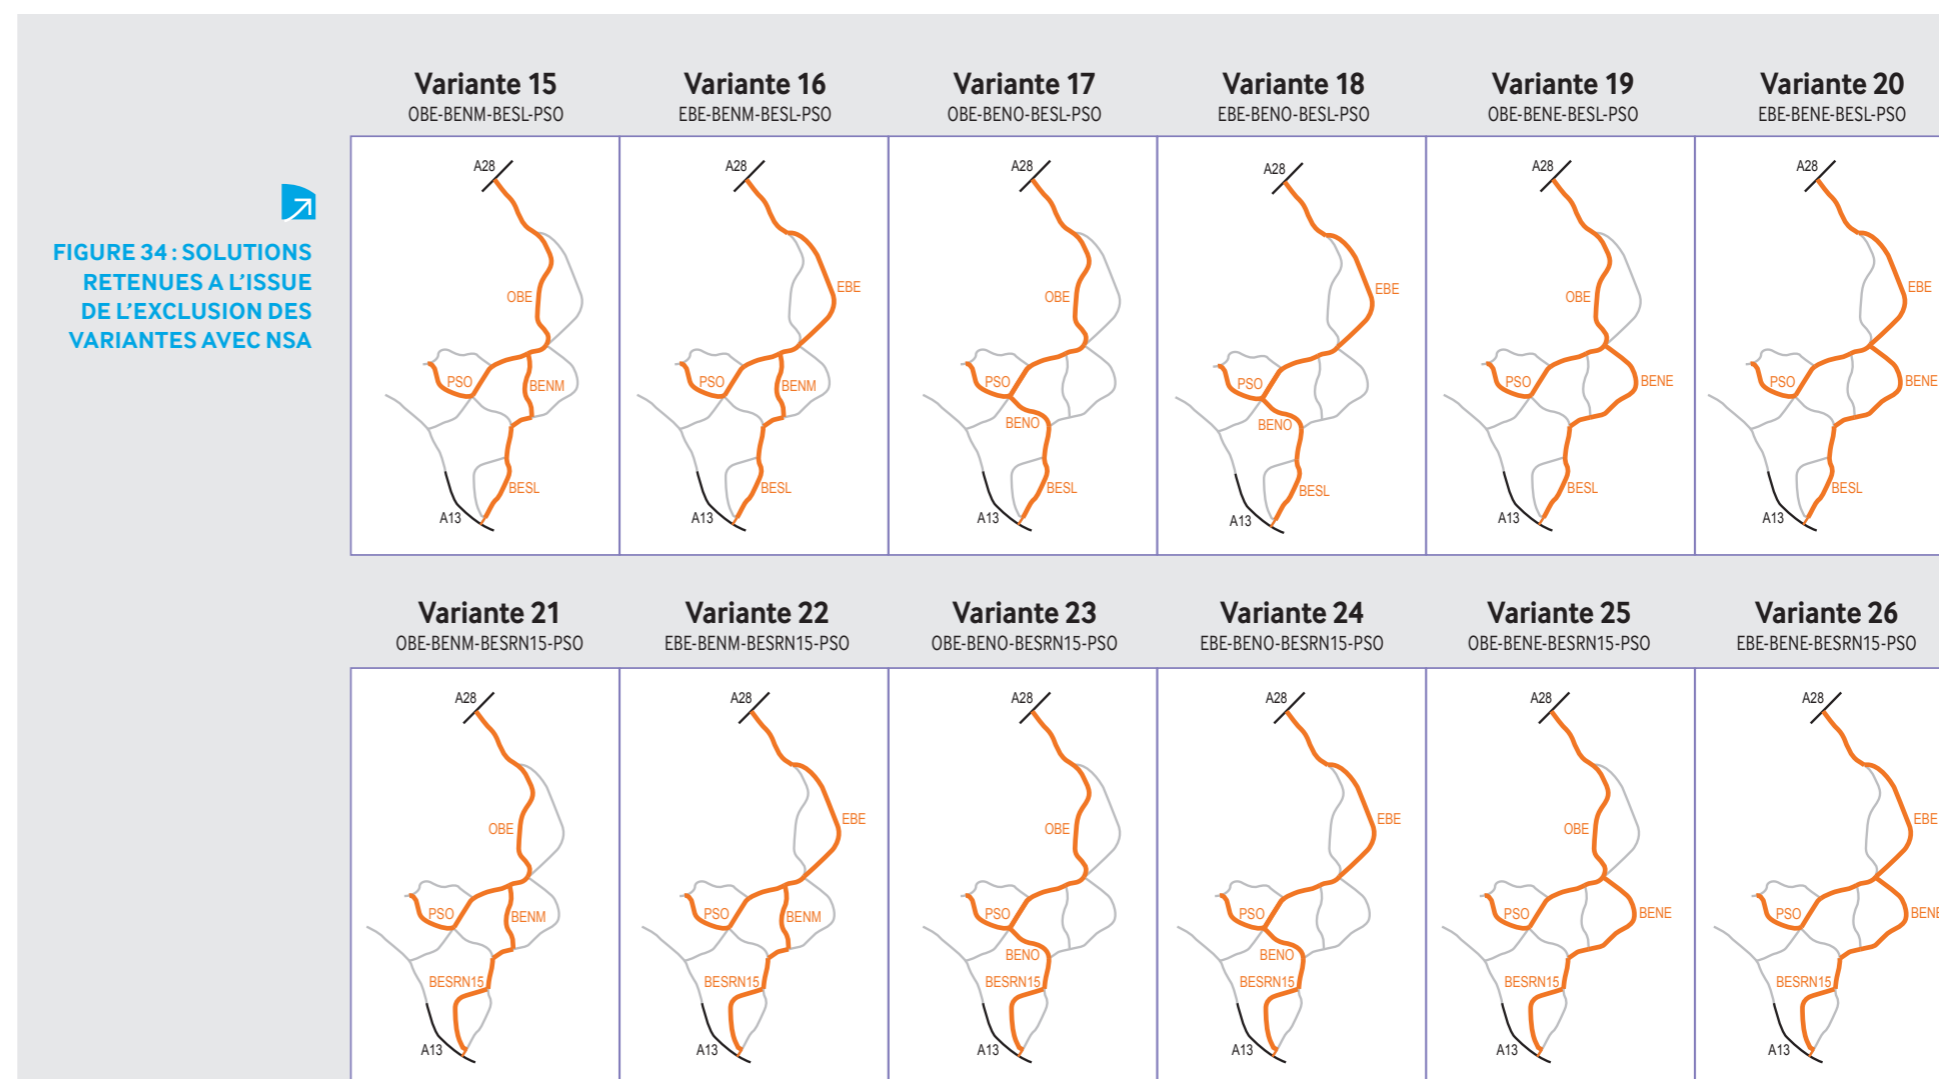 FIGURE 34 : SOLUTIONS
RETENUES A L'ISSUE
DE L'EXCLUSION DES
VARIANTES AVEC NSA
Variante 15
OBE-BENM-BESL-PSO
A28
OBE
PSO
BENM
BESL
A13
Variante 16
EBE-BENM-BESL-PSO
A28
EBE
PSO
BENM
BESL
A13
Variante 17
OBE-BENO-BESL-PSO
A28
OBE
PSO
BENO
BESL
A13
Variante 18
EBE-BENO-BESL-PSO
A28
EBE
PSO
BENO
BESL
A13
Variante 19
OBE-BENE-BESL-PSO
A28
OBE
PSO
BENE
BESL
A13
Variante 20
EBE-BENE-BESL-PSO
A28
EBE
PSO
BENE
BESL
A13
Variante 21
OBE-BENM-BESRN15-PSO
A28
OBE
PSO
BENM
BESRN15
A13
Variante 22
EBE-BENM-BESRN15-PSO
A28
EBE
PSO
BENM
BESRN15
A13
Variante 23
OBE-BENO-BESRN15-PSO
A28
OBE
PSO
BENO
BESRN15
A13
Variante 24
EBE-BENO-BESRN15-PSO
A28
EBE
PSO
BENO
BESRN15
A13
Variante 25
OBE-BENE-BESRN15-PSO
A28
OBE
PSO
BENE
BESRN15
A13
Variante 26
EBE-BENE-BESRN15-PSO
A28
EBE
PSO
BENE
BESRN15
A13